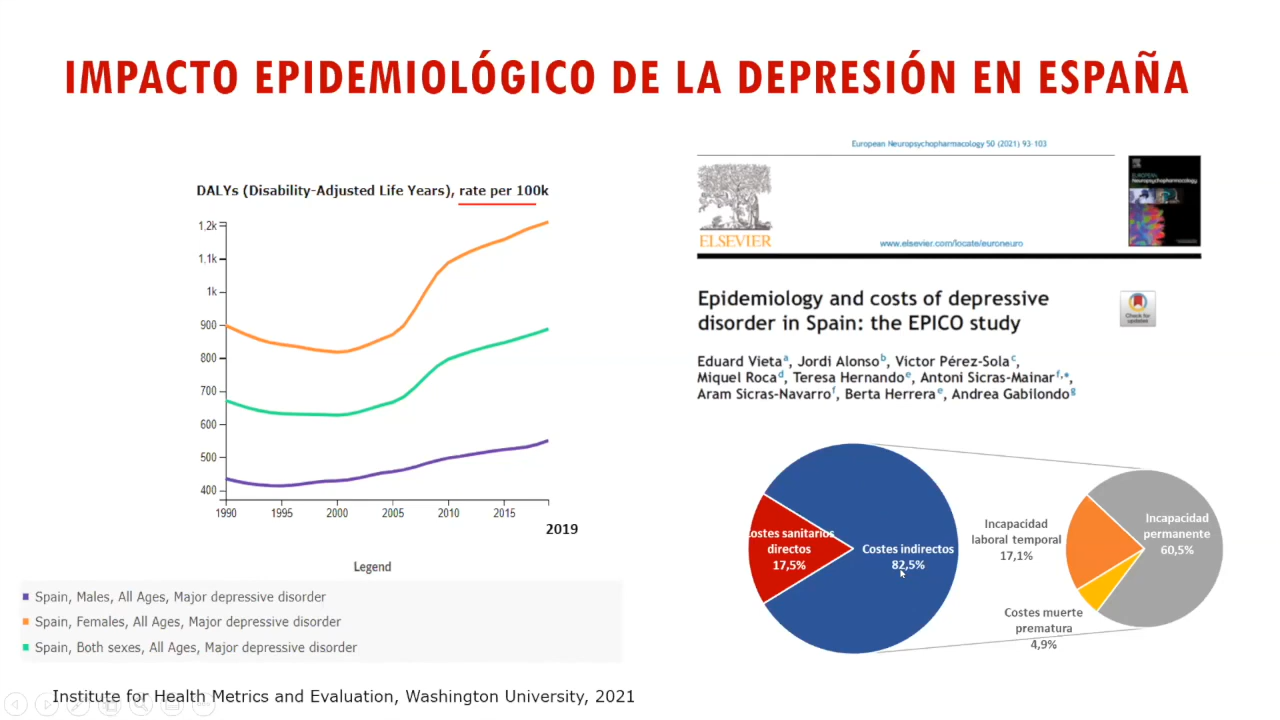 IMPACTO EPIDEMIOLÓGICO DE LA DEPRESIÓN EN ESPAÑA
DALYs (Disability-Adjusted Life Years), rate per 100k
1.2k
1.1k
1k
900
800
700
600
500
400
1990
1995
2000
2005
2010
2015
2019
Legend
Spain, Males, All Ages, Major depressive disorder
Spain, Females, All Ages, Major depressive disorder
Spain, Both sexes, All Ages, Major depressive disorder
Institute for Health Metrics and Evaluation, Washington University, 2021
European Neuropsychopharmacology 50 (2021) 93-103
ELSEVIER
www.elsevier.com/locate/euroneuro
EUROPEAN
Neuropsychopharmacology
Epidemiology and costs of depressive
disorder in Spain: the EPICO study
Check for
updates
Eduard Vieta a, Jordi Alonso b, Victor Pérez-Sola c,
Miquel Roca d, Teresa Hernando e, Antoni Sicras-Mainar f,*,
Aram Sicras-Navarro f, Berta Herrera e, Andrea Gabilondo g
Costes sanitarios
directos
17,5%
Costes indirectos
82,5%
Incapacidad
laboral temporal
17,1%
Incapacidad
permanente
60,5%
Costes muerte
prematura
4,9%